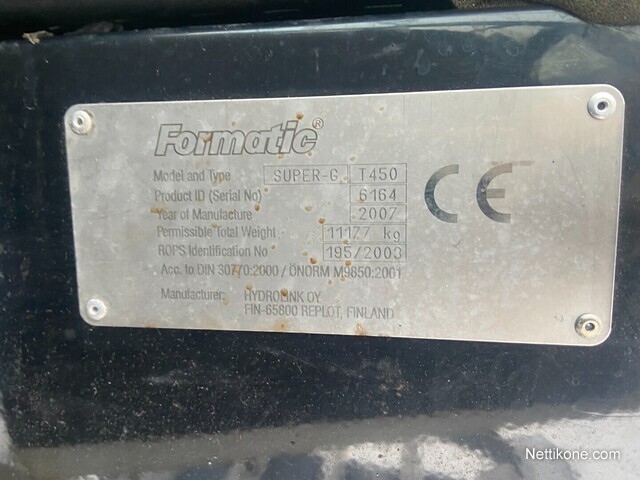 Formatic®
Model and Type SUPER-G T450
Product ID (Serial No) 6164
Year of Manufacture 2007
Permissible Total Weight 11177 kg
ROPS Identification No 195/2003
Acc. to DIN 30770:2000 / ÖNORM M9850:2001
Manufacturer: HYDROLINK OY
FIN-65800 REPLOT, FINLAND
CE
Nettikone.com